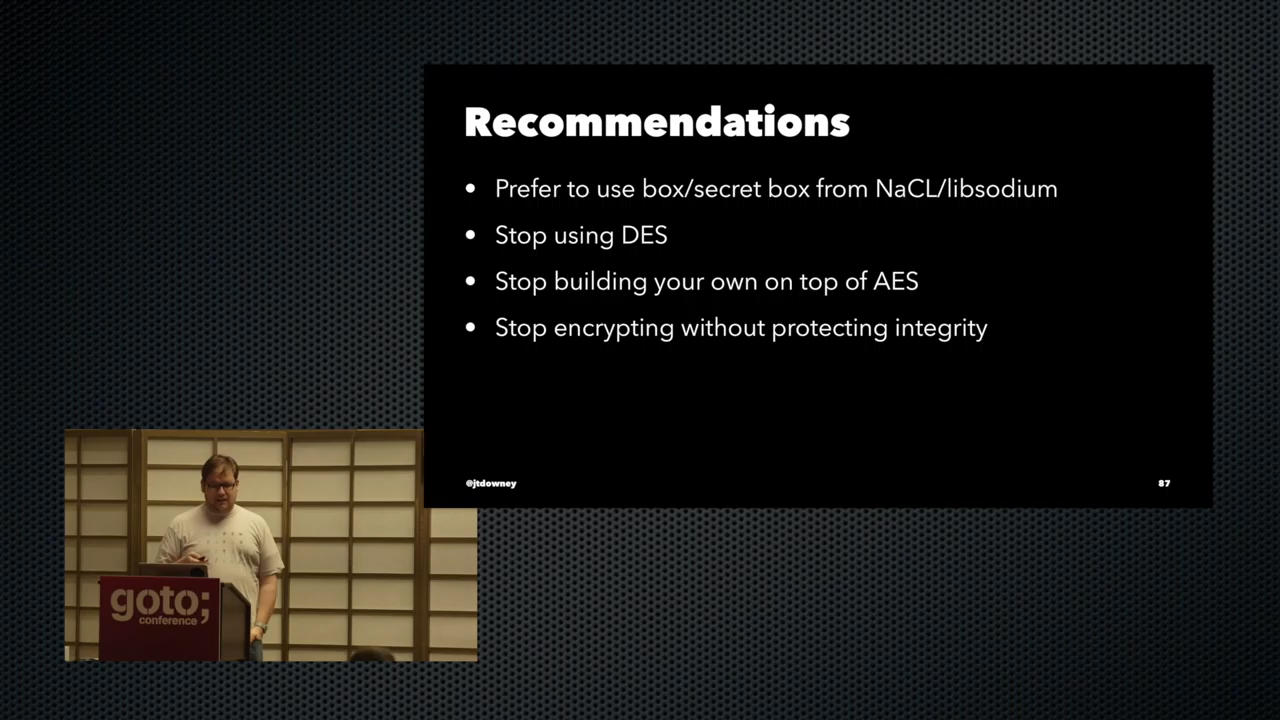 Recommendations
• Prefer to use box/secret box from NaCL/libsodium
• Stop using DES
• Stop building your own on top of AES
• Stop encrypting without protecting integrity
@jtdowney
87
goto;
conference